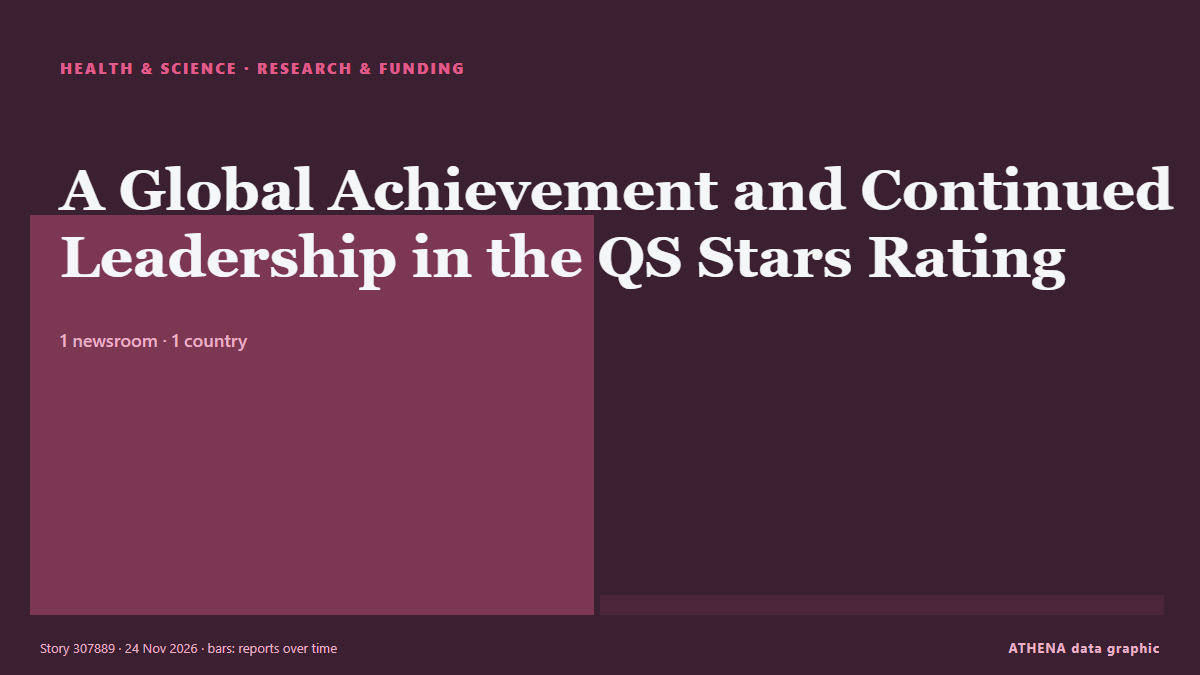 HEALTH & SCIENCE · RESEARCH & FUNDING
A Global Achievement and Continued
Leadership in the QS Stars Rating
1 newsroom · 1 country
Story 307889 · 24 Nov 2026 · bars: reports over time
ATHENA data graphic